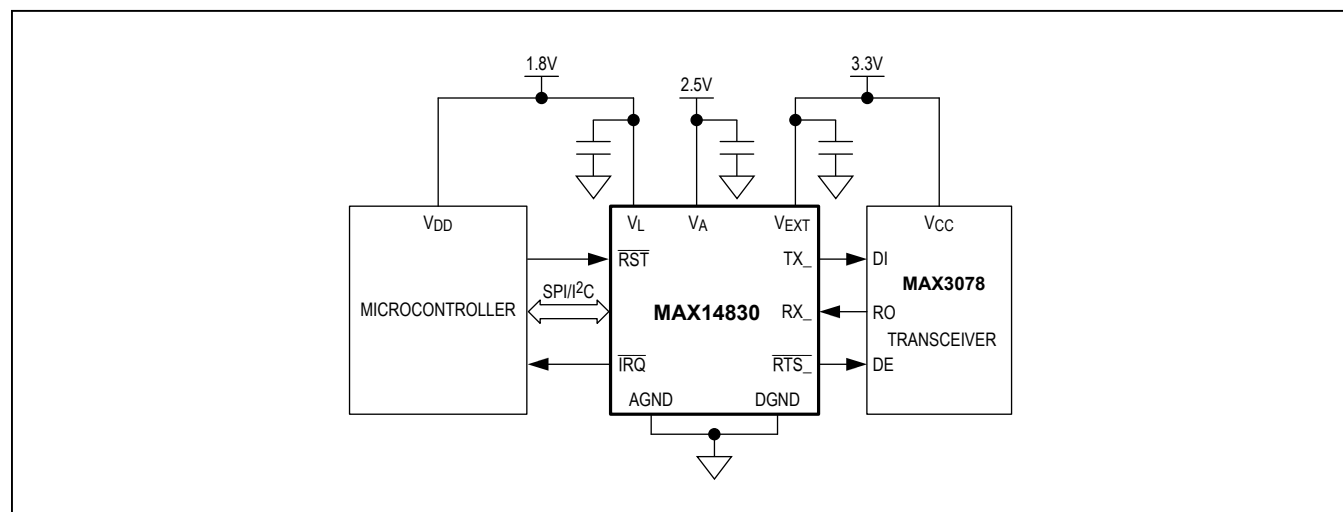 1.8V
2.5V
3.3V
VDD
VL
VA
VEXT
VCC
RST
TX_
DI
MAX3078
SPI/I²C
MICROCONTROLLER
MAX14830
RX_
RO
TRANSCEIVER
IRQ
RTS_
DE
AGND
DGND